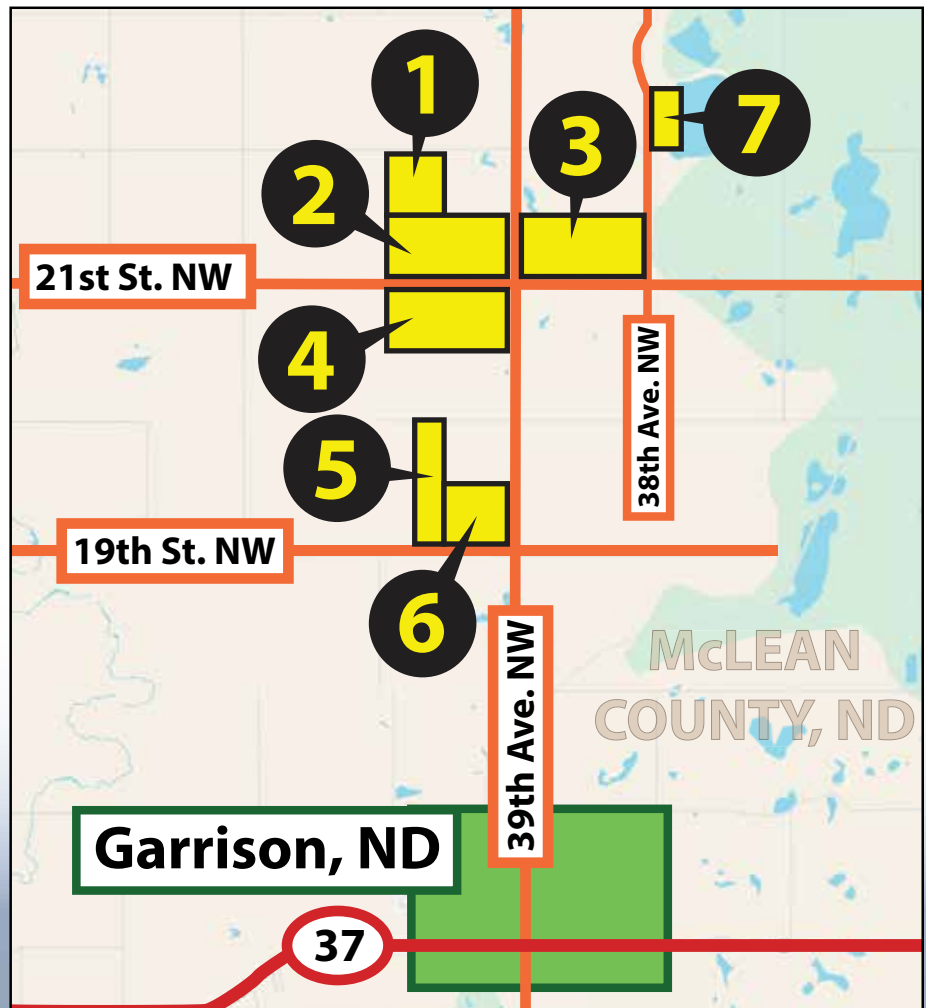 1
7
3
2
21st St. NW
4
38th Ave. NW
5
19th St. NW
6
39th Ave. NW
McLEAN
COUNTY, ND
Garrison, ND
37